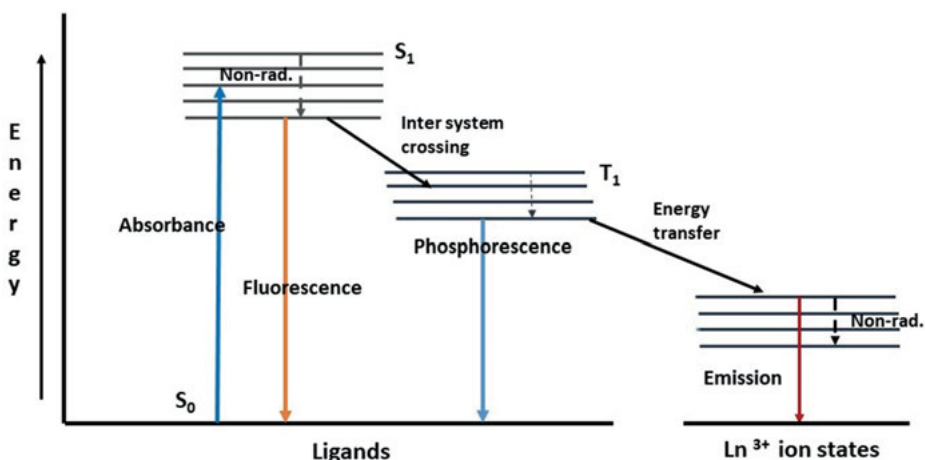 S1
Non-rad.
Inter system
crossing
T1
Energy
Absorbance
Fluorescence
Phosphorescence
Energy
transfer
Non-rad.
Emission
S0
Ligands
Ln 3+ ion states